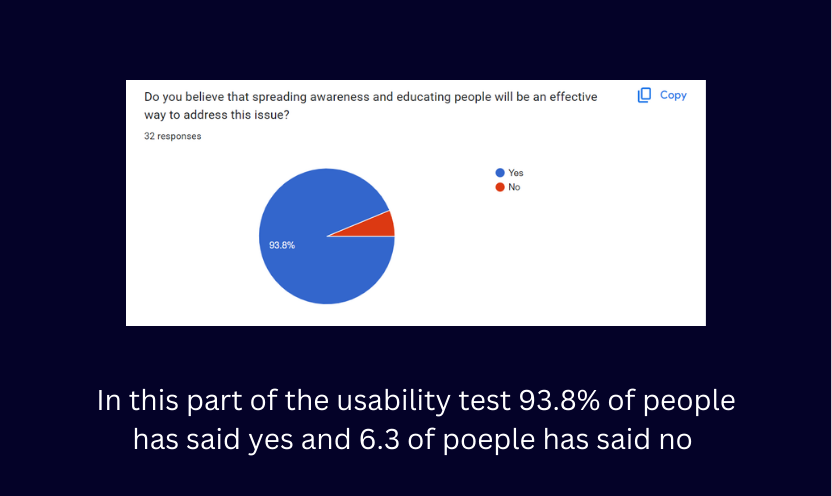 Do you believe that spreading awareness and educating people will be an effective
way to address this issue?
Copy
32 responses
Yes
No
93.8%
In this part of the usability test 93.8% of people
has said yes and 6.3 of poeple has said no